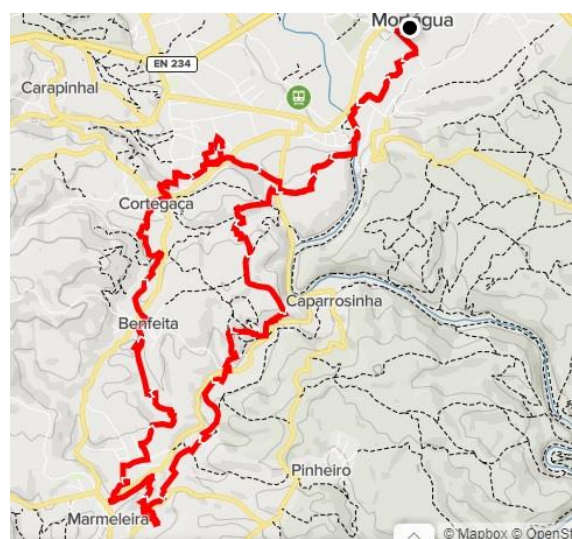 Mortágua
EN 234
Carapinhal
Cortegaça
Caparrosinha
Benfeita
Pinheiro
Marmeleira
© Mapbox © OpenSt